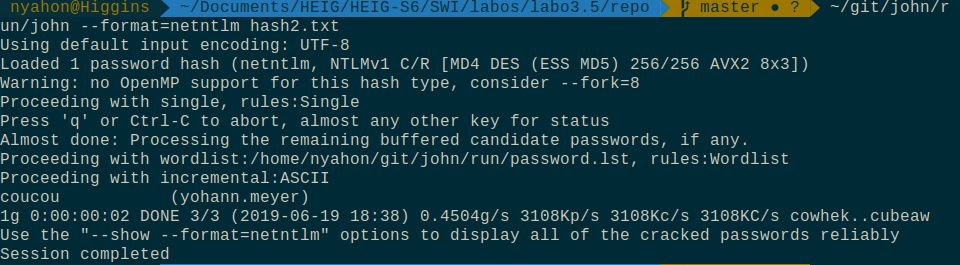 nyahon@Higgins ~/Documents/HEIG/HEIG-S6/SWI/labos/labo3.5/repo master ● ? ~/git/john/r
un/john --format=netntlm hash2.txt
Using default input encoding: UTF-8
Loaded 1 password hash (netntlm, NTLMv1 C/R [MD4 DES (ESS MD5) 256/256 AVX2 8x3])
Warning: no OpenMP support for this hash type, consider --fork=8
Proceeding with single, rules:Single
Press 'q' or Ctrl-C to abort, almost any other key for status
Almost done: Processing the remaining buffered candidate passwords, if any.
Proceeding with wordlist:/home/nyahon/git/john/run/password.lst, rules:Wordlist
Proceeding with incremental:ASCII
coucou           (yohann.meyer)
1g 0:00:00:02 DONE 3/3 (2019-06-19 18:38) 0.4504g/s 3108Kp/s 3108Kc/s 3108KC/s cowhek..cubeaw
Use the "--show --format=netntlm" options to display all of the cracked passwords reliably
Session completed